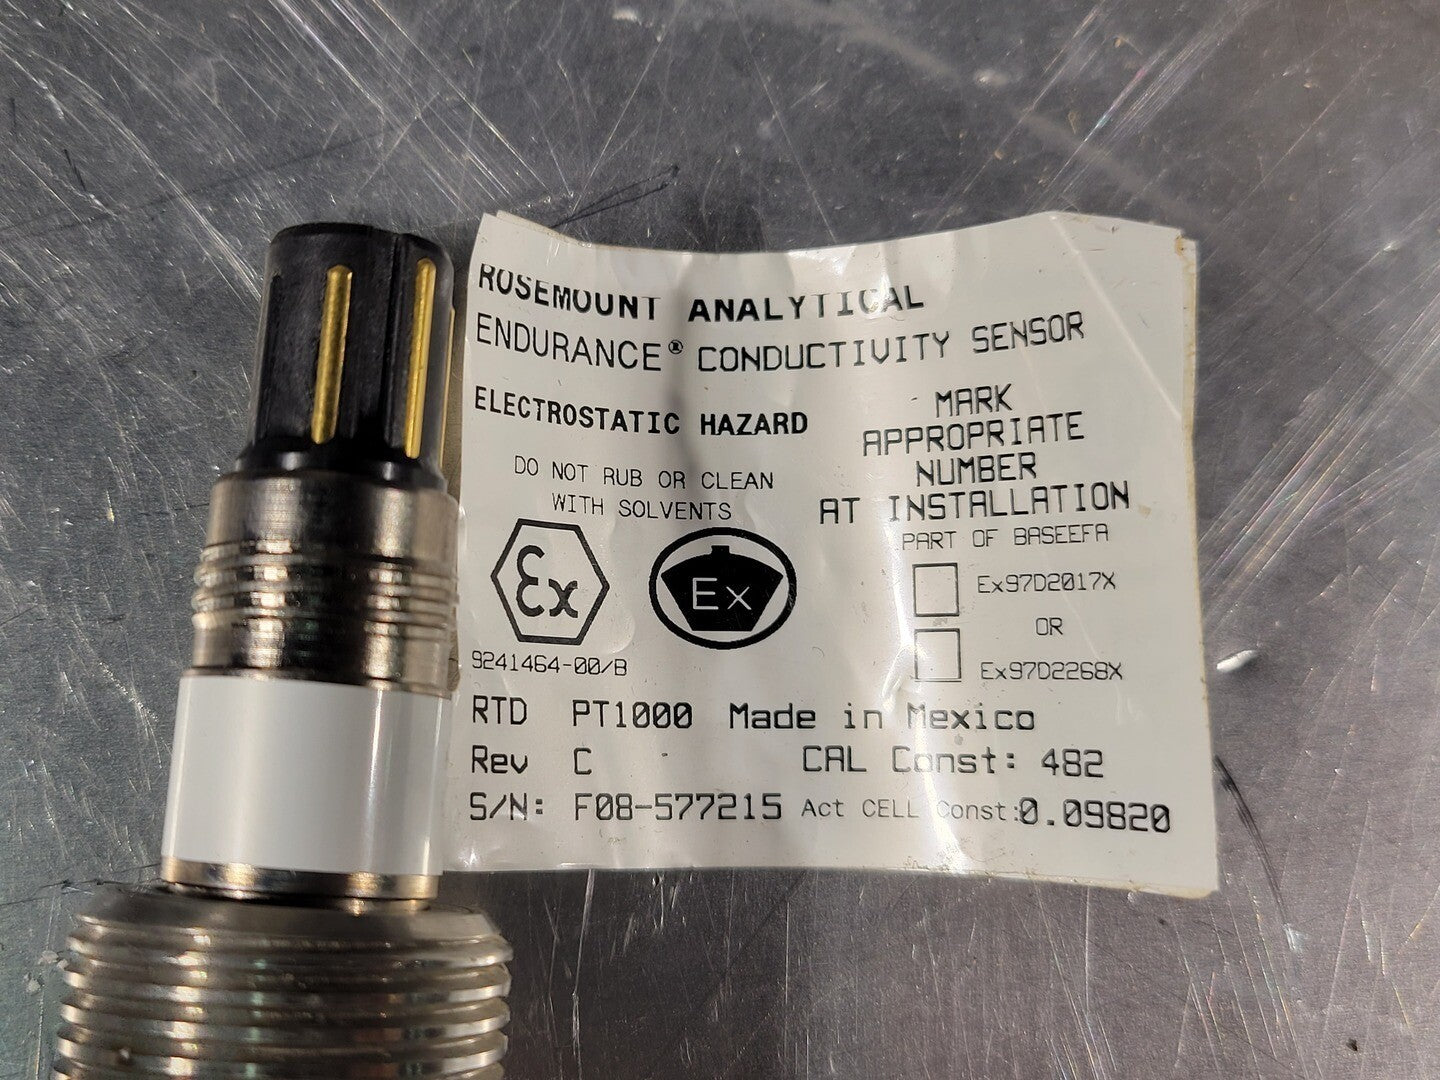 ROSEMOUNT ANALYTICAL
ENDURANCE® CONDUCTIVITY SENSOR
ELECTROSTATIC HAZARD
DO NOT RUB OR CLEAN
WITH SOLVENTS
Ex
Ex
9241464-00/B
MARK
APPROPRIATE
NUMBER
AT INSTALLATION
PART OF BASEEFA
Ex97D2017X
OR
Ex97D2268X
RTD PT1000 Made in Mexico
Rev C CAL Const: 482
S/N: F08-577215 Act CELL Const:0.09820